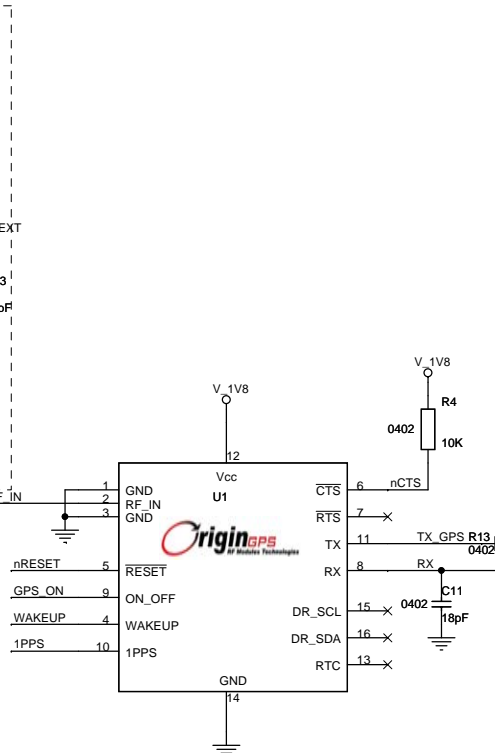 EXT
3
pF
V_1V8
R4
0402
10K
V_1V8
12
Vcc
U1
1 GND
F_IN 2 RF_IN
3 GND
CTS 6 nCTS
RTS 7
OriginGPS
RF Modules Technologies
TX 11 TX_GPS R13
0402
nRESET 5 RESET
RX 8 RX
GPS_ON 9 ON_OFF
C11
0402
18pF
DR_SCL 15
WAKEUP 4 WAKEUP
DR_SDA 16
1PPS 10 1PPS
RTC 13
GND
14